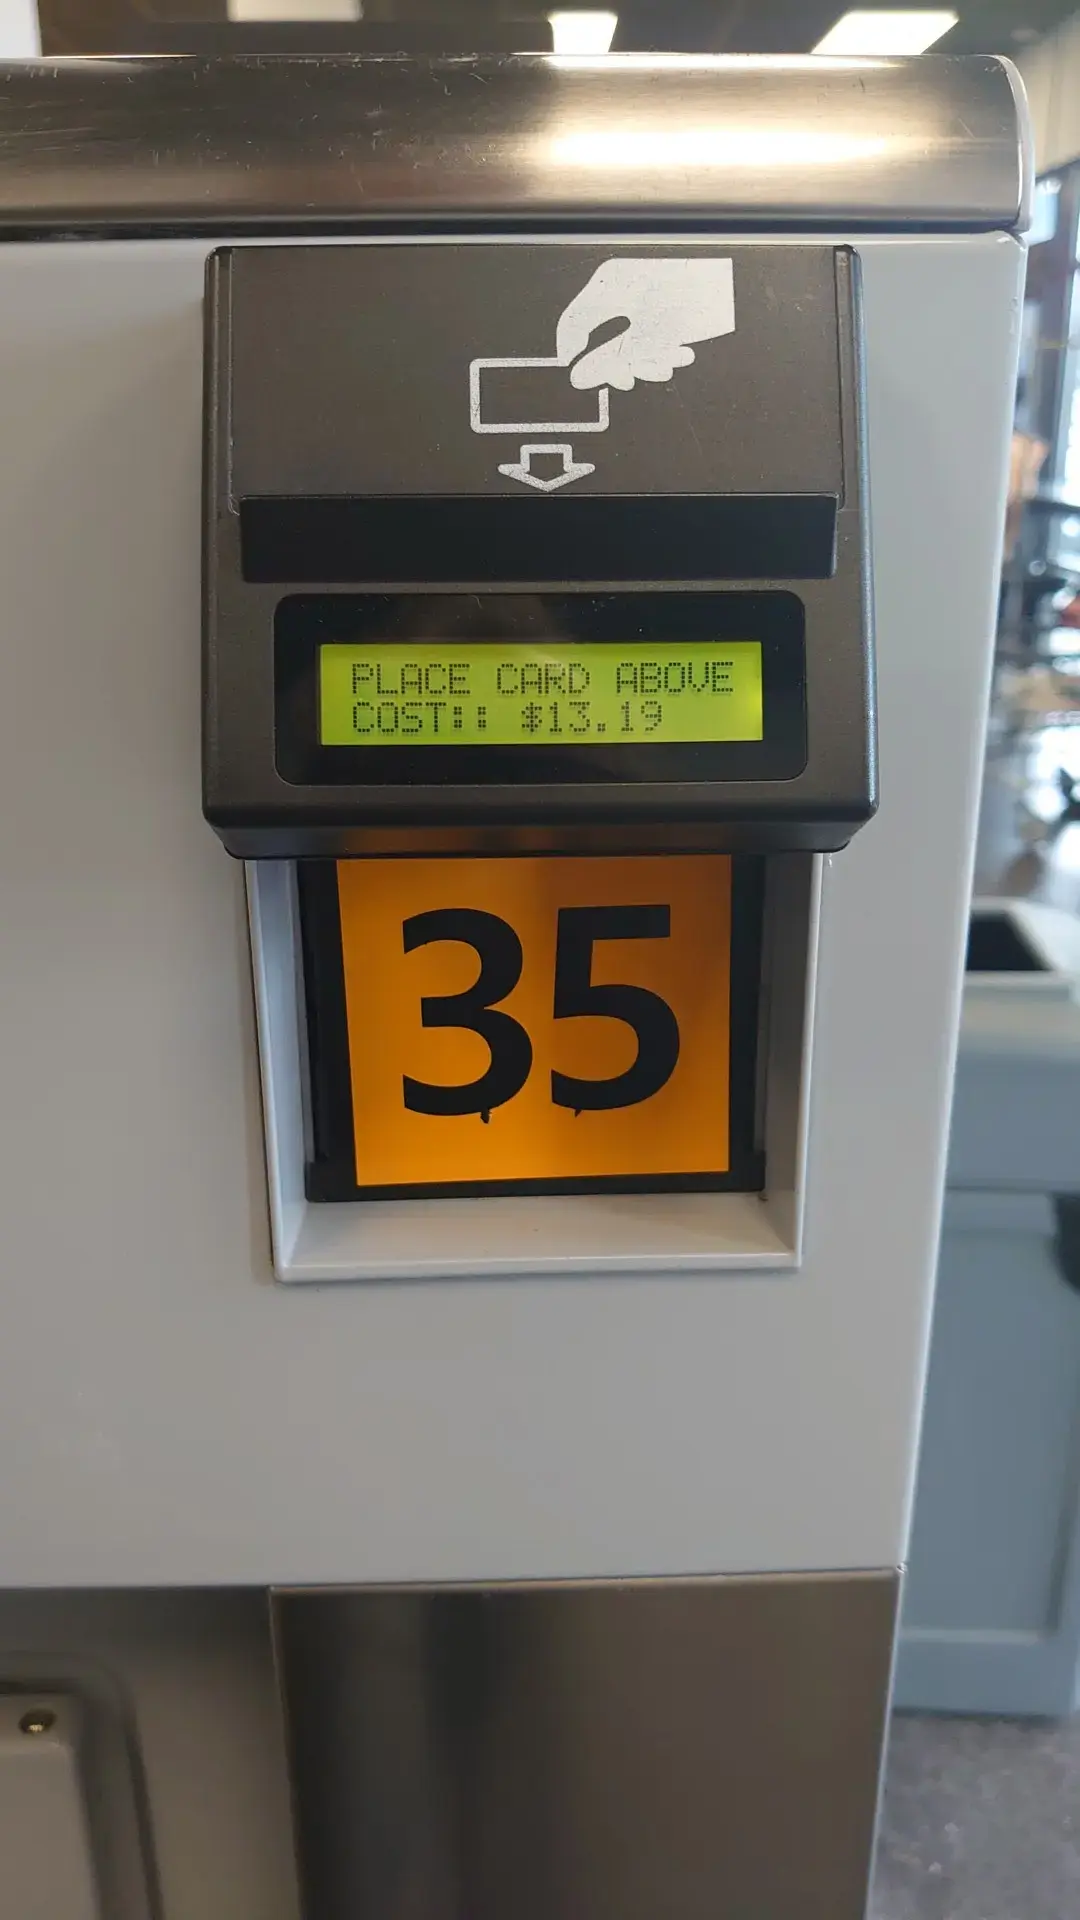 PLACE CARD ABOVE
COST:: $13.19
35